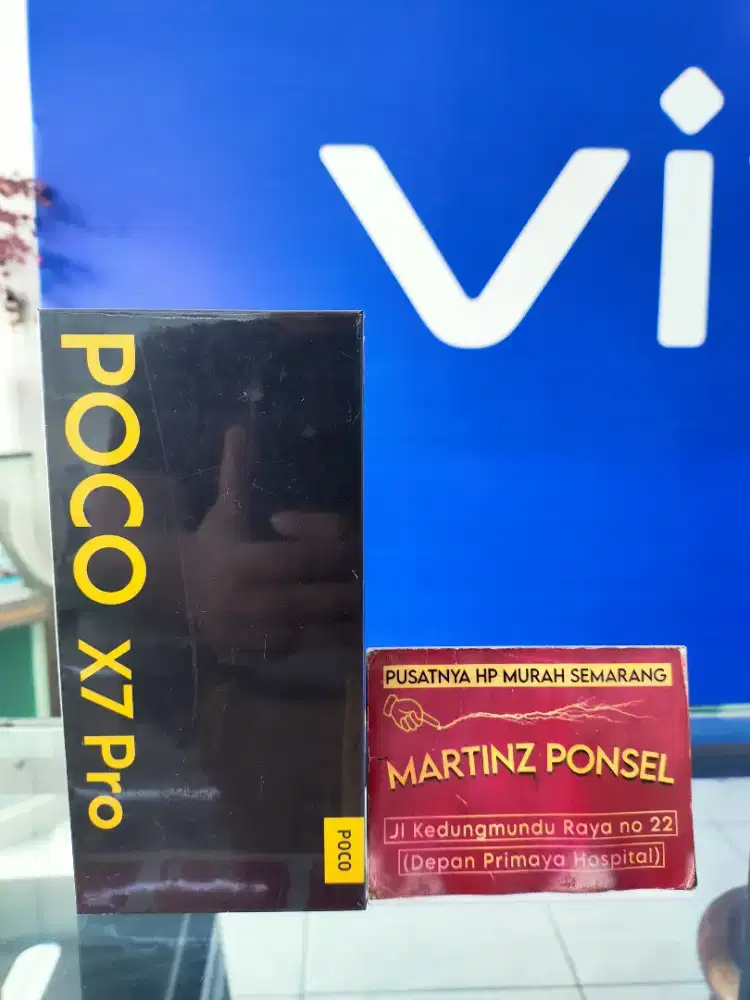 vi
POCO X7 Pro
POCO
PUSATNYA HP MURAH SEMARANG
MARTINZ PONSEL
Jl Kedungmundu Raya no 22
(Depan Primaya Hospital)